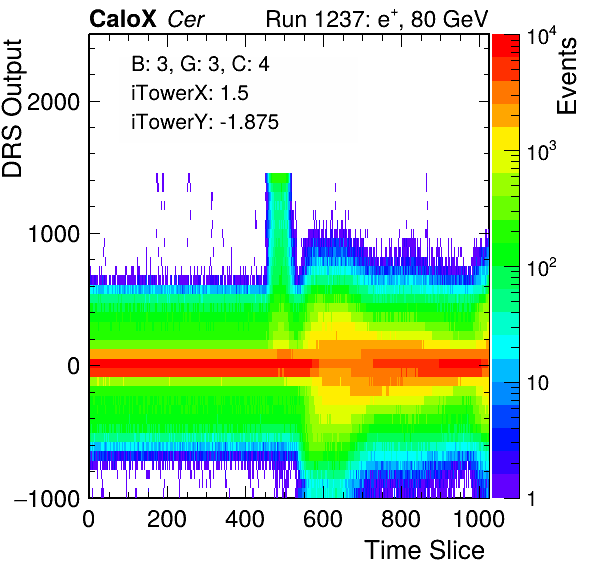 CaloX Cer Run 1237: e⁺, 80 GeV
B: 3, G: 3, C: 4
iTowerX: 1.5
iTowerY: -1.875
DRS Output
2000
1000
0
−1000
0 200 400 600 800 1000
Time Slice
Events
10⁴
10³
10²
10
1